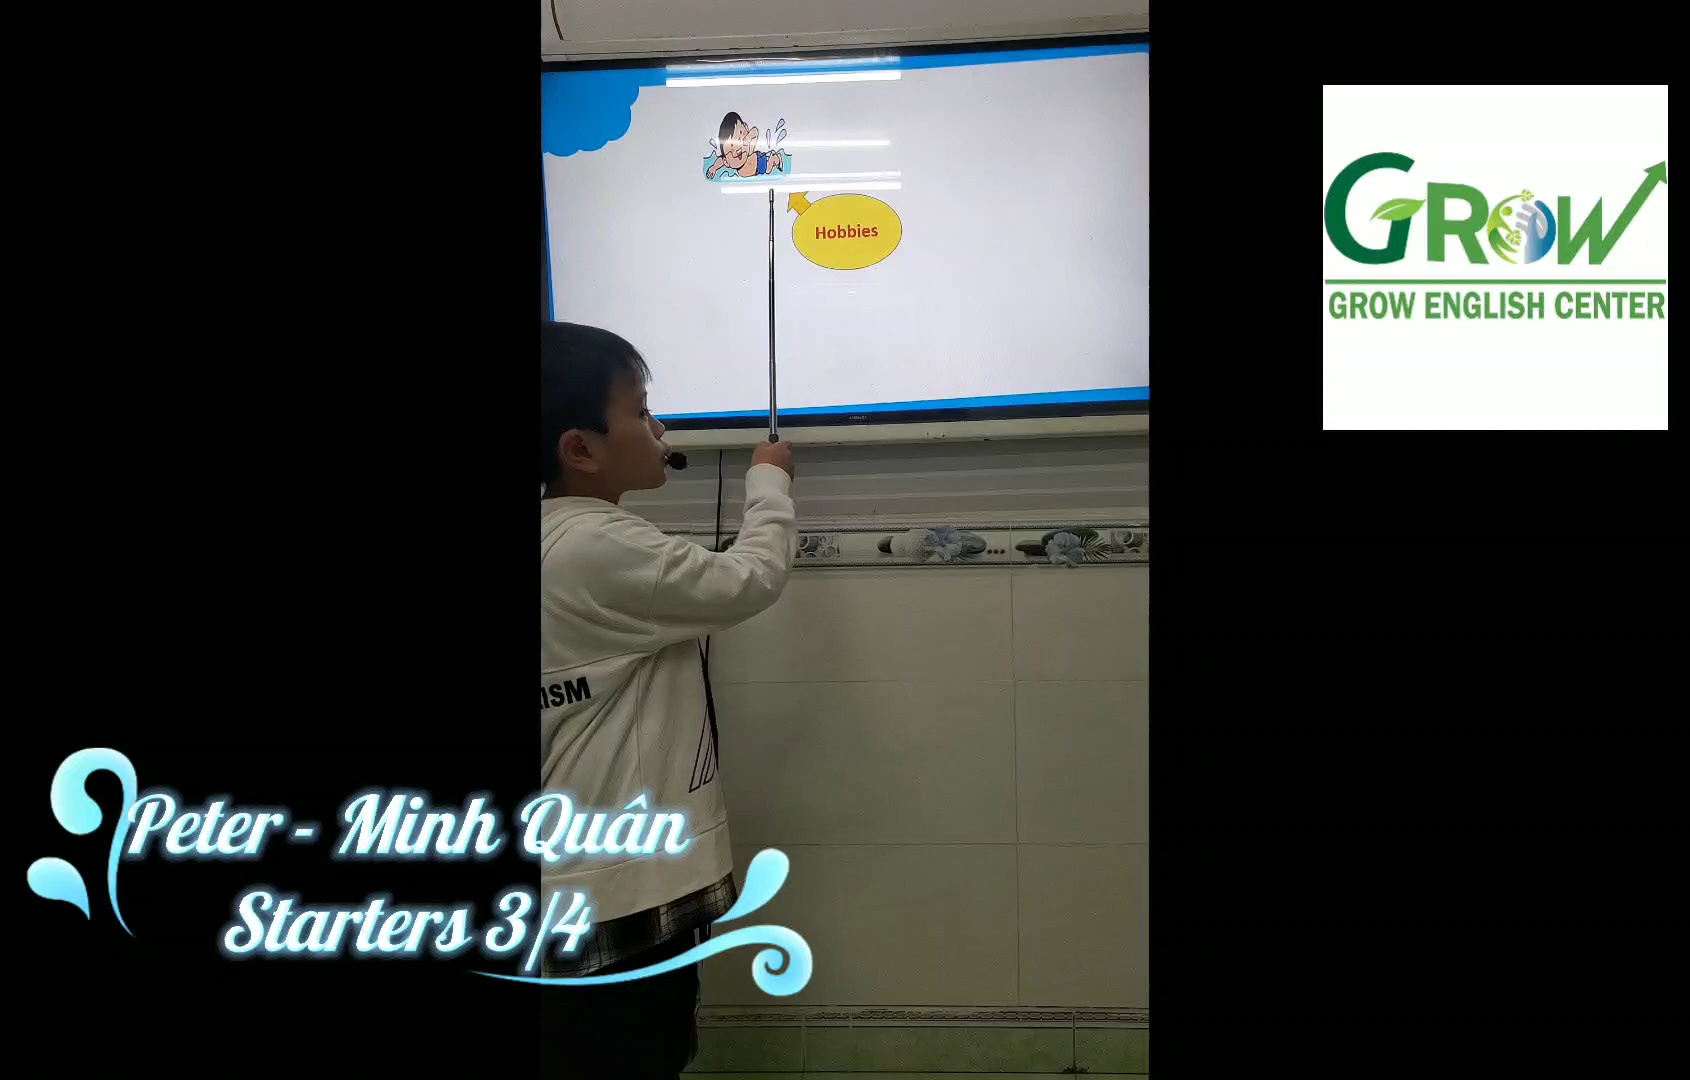 Hobbies
GROW
GROW ENGLISH CENTER
ISM
Peter - Minh Quân
Starters 3/4